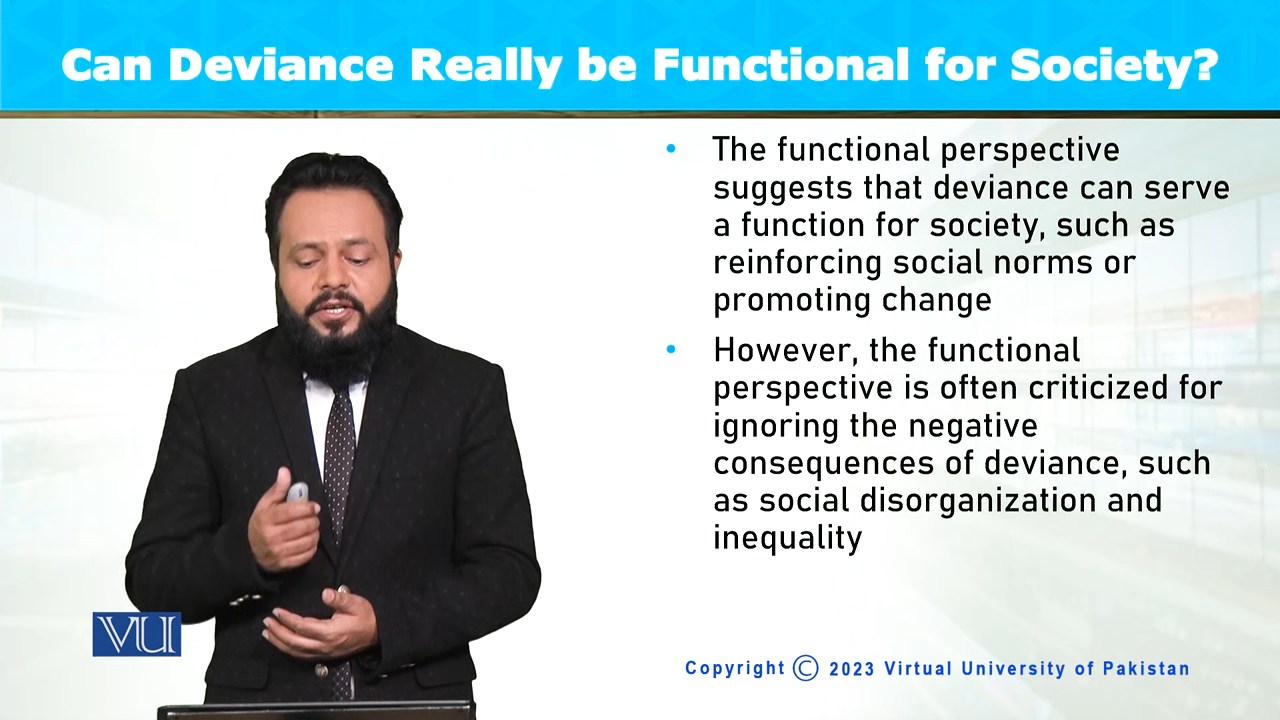 Can Deviance Really be Functional for Society?
• The functional perspective
suggests that deviance can serve
a function for society, such as
reinforcing social norms or
promoting change
• However, the functional
perspective is often criticized for
ignoring the negative
consequences of deviance, such
as social disorganization and
inequality
VU
Copyright © 2023 Virtual University of Pakistan